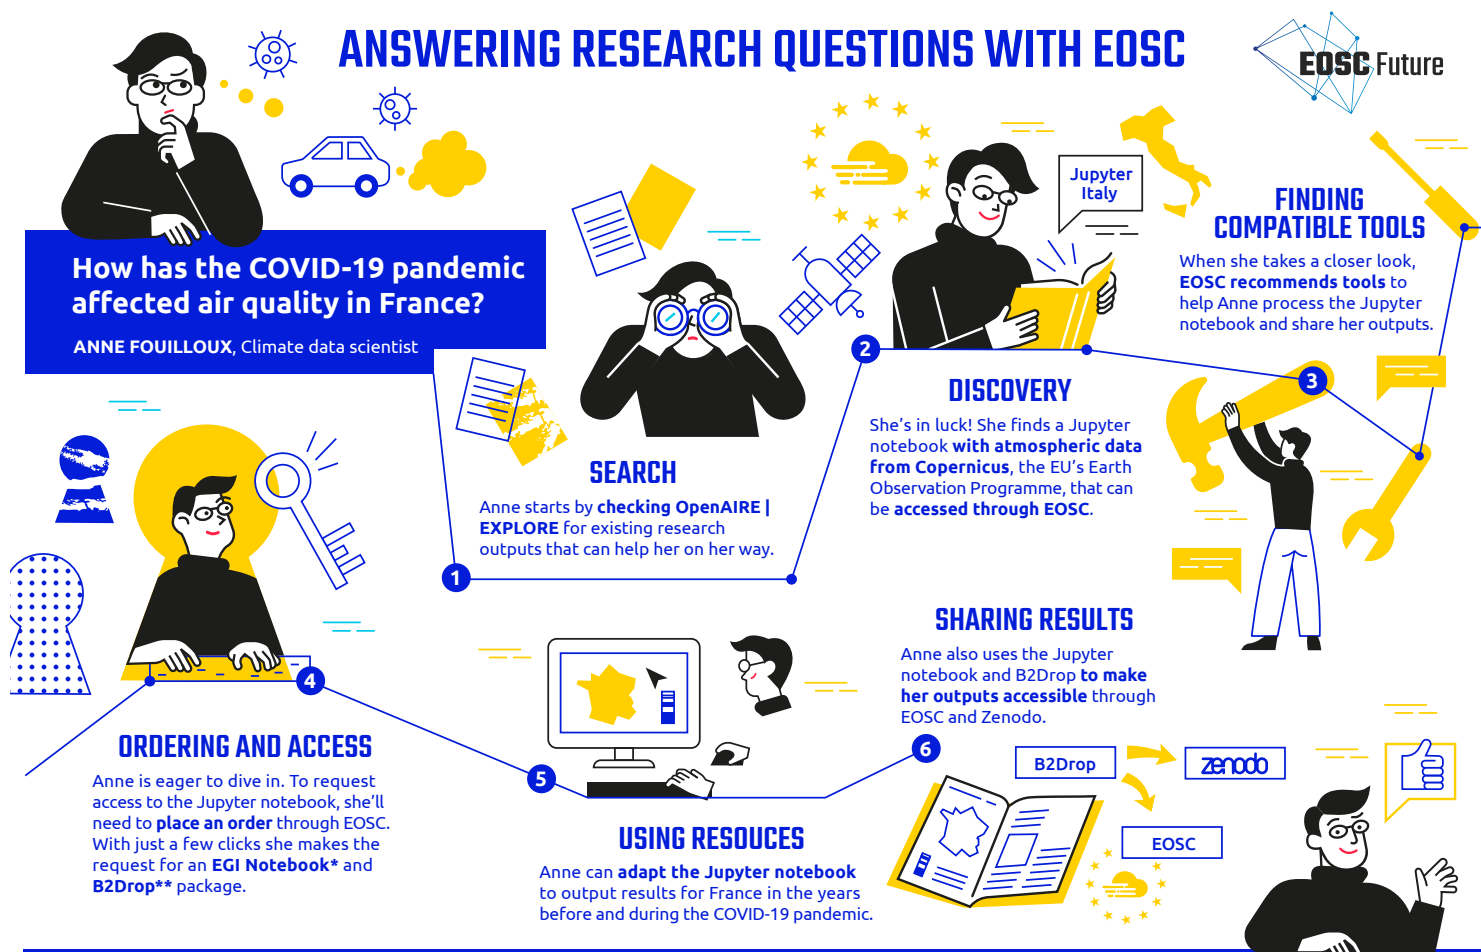 ANSWERING RESEARCH QUESTIONS WITH EOSC
EOSC Future
How has the COVID-19 pandemic
affected air quality in France?
ANNE FOUILLOUX, Climate data scientist
1
SEARCH
Anne starts by checking OpenAIRE |
EXPLORE for existing research
outputs that can help her on her way.
Jupyter
Italy
2
DISCOVERY
She's in luck! She finds a Jupyter
notebook with atmospheric data
from Copernicus, the EU's Earth
Observation Programme, that can
be accessed through EOSC.
FINDING
COMPATIBLE TOOLS
When she takes a closer look,
EOSC recommends tools to
help Anne process the Jupyter
notebook and share her outputs.
3
4
ORDERING AND ACCESS
Anne is eager to dive in. To request
access to the Jupyter notebook, she'll
need to place an order through EOSC.
With just a few clicks she makes the
request for an EGI Notebook* and
B2Drop** package.
5
USING RESOUCES
Anne can adapt the Jupyter notebook
to output results for France in the years
before and during the COVID-19 pandemic.
SHARING RESULTS
Anne also uses the Jupyter
notebook and B2Drop to make
her outputs accessible through
EOSC and Zenodo.
6
B2Drop
zenodo
EOSC